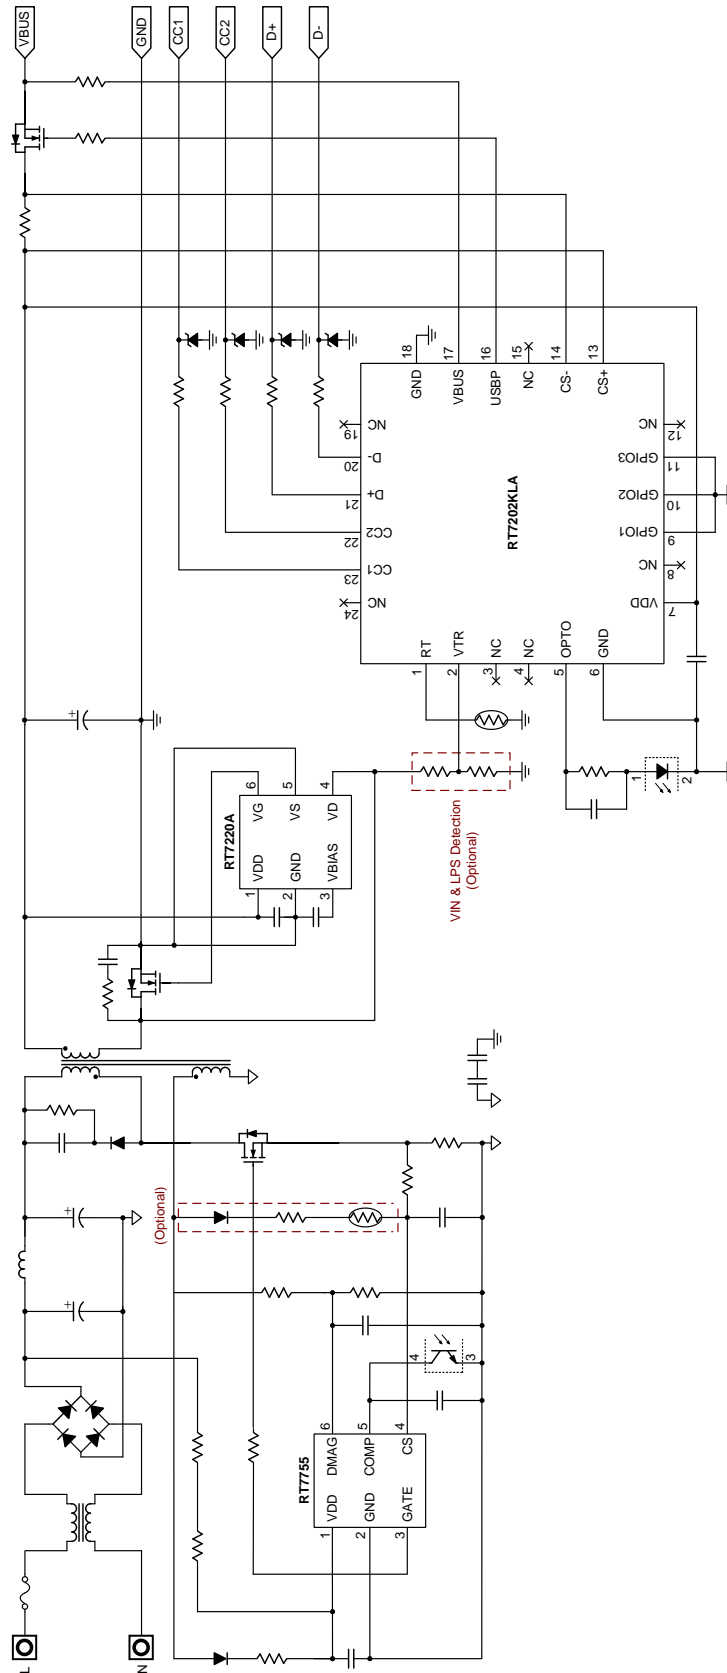 VBUS
GND
CC1
CC2
D+
D-
18
GND
17
VBUS
16
USBP
15
NC
14
CS-
13
CS+
19
NC
20
D-
21
D+
22
CC2
23
CC1
24
NC
RT7202KLA
12
NC
11
GPIO3
10
GPIO2
9
GPIO1
8
NC
7
VDD
1
RT
2
VTR
3
NC
4
NC
5
OPTO
6
GND
+
1
2
VIN & LPS Detection
(Optional)
RT7220A
6
VG
5
VS
4
VD
1
VDD
2
GND
3
VBIAS
(Optional)
+
+
4
3
RT7755
6
DMAG
5
COMP
4
CS
1
VDD
2
GND
3
GATE
L
N